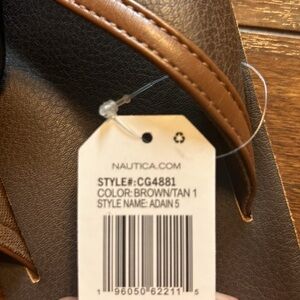 NAUTICA.COM
STYLE#:CG4881
COLOR:BROWN/TAN 1
STYLE NAME: ADAIN 5
1 96050 62211 5